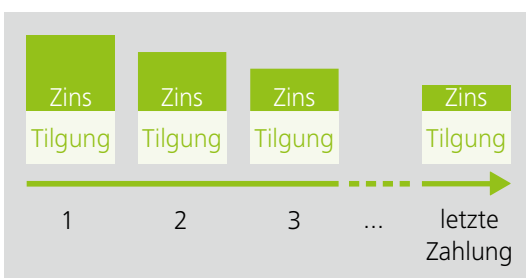 Zins Zins Zins Zins
Tilgung Tilgung Tilgung Tilgung
1 2 3 ... letzte
Zahlung